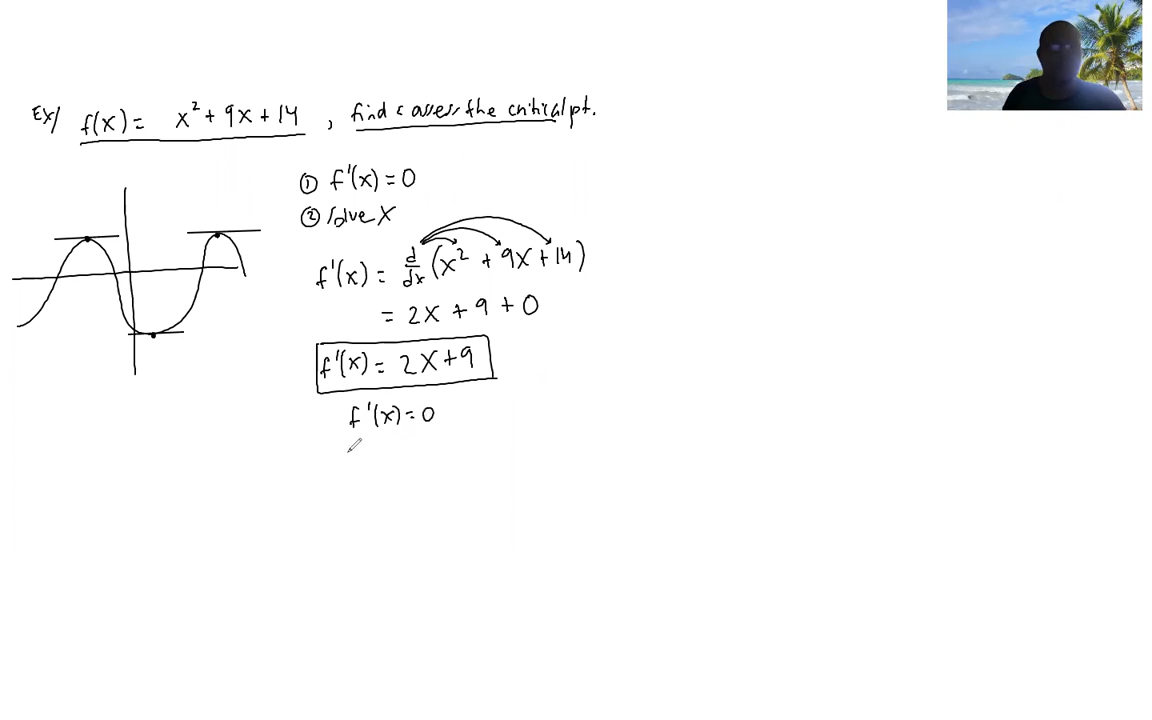 Ex/ f(x) = x² + 9x + 14 , find & assess the critical pt.
① f'(x) = 0
② solve x
f'(x) = d/dx (x² + 9x + 14)
= 2x + 9 + 0
f'(x) = 2x + 9
f'(x) = 0